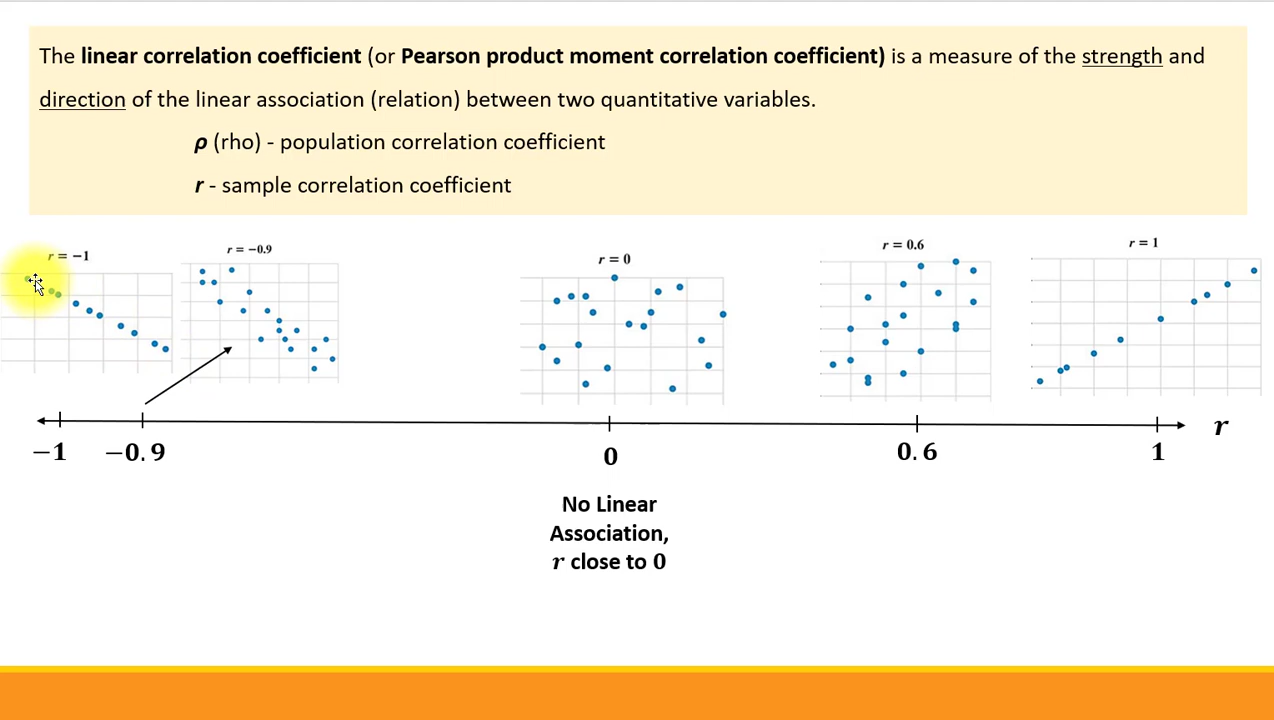 The linear correlation coefficient (or Pearson product moment correlation coefficient) is a measure of the strength and
direction of the linear association (relation) between two quantitative variables.
ρ (rho) - population correlation coefficient
r - sample correlation coefficient
r = −1
r = −0.9
r = 0
r = 0.6
r = 1
−1
−0.9
0
0.6
1
r
No Linear
Association,
r close to 0